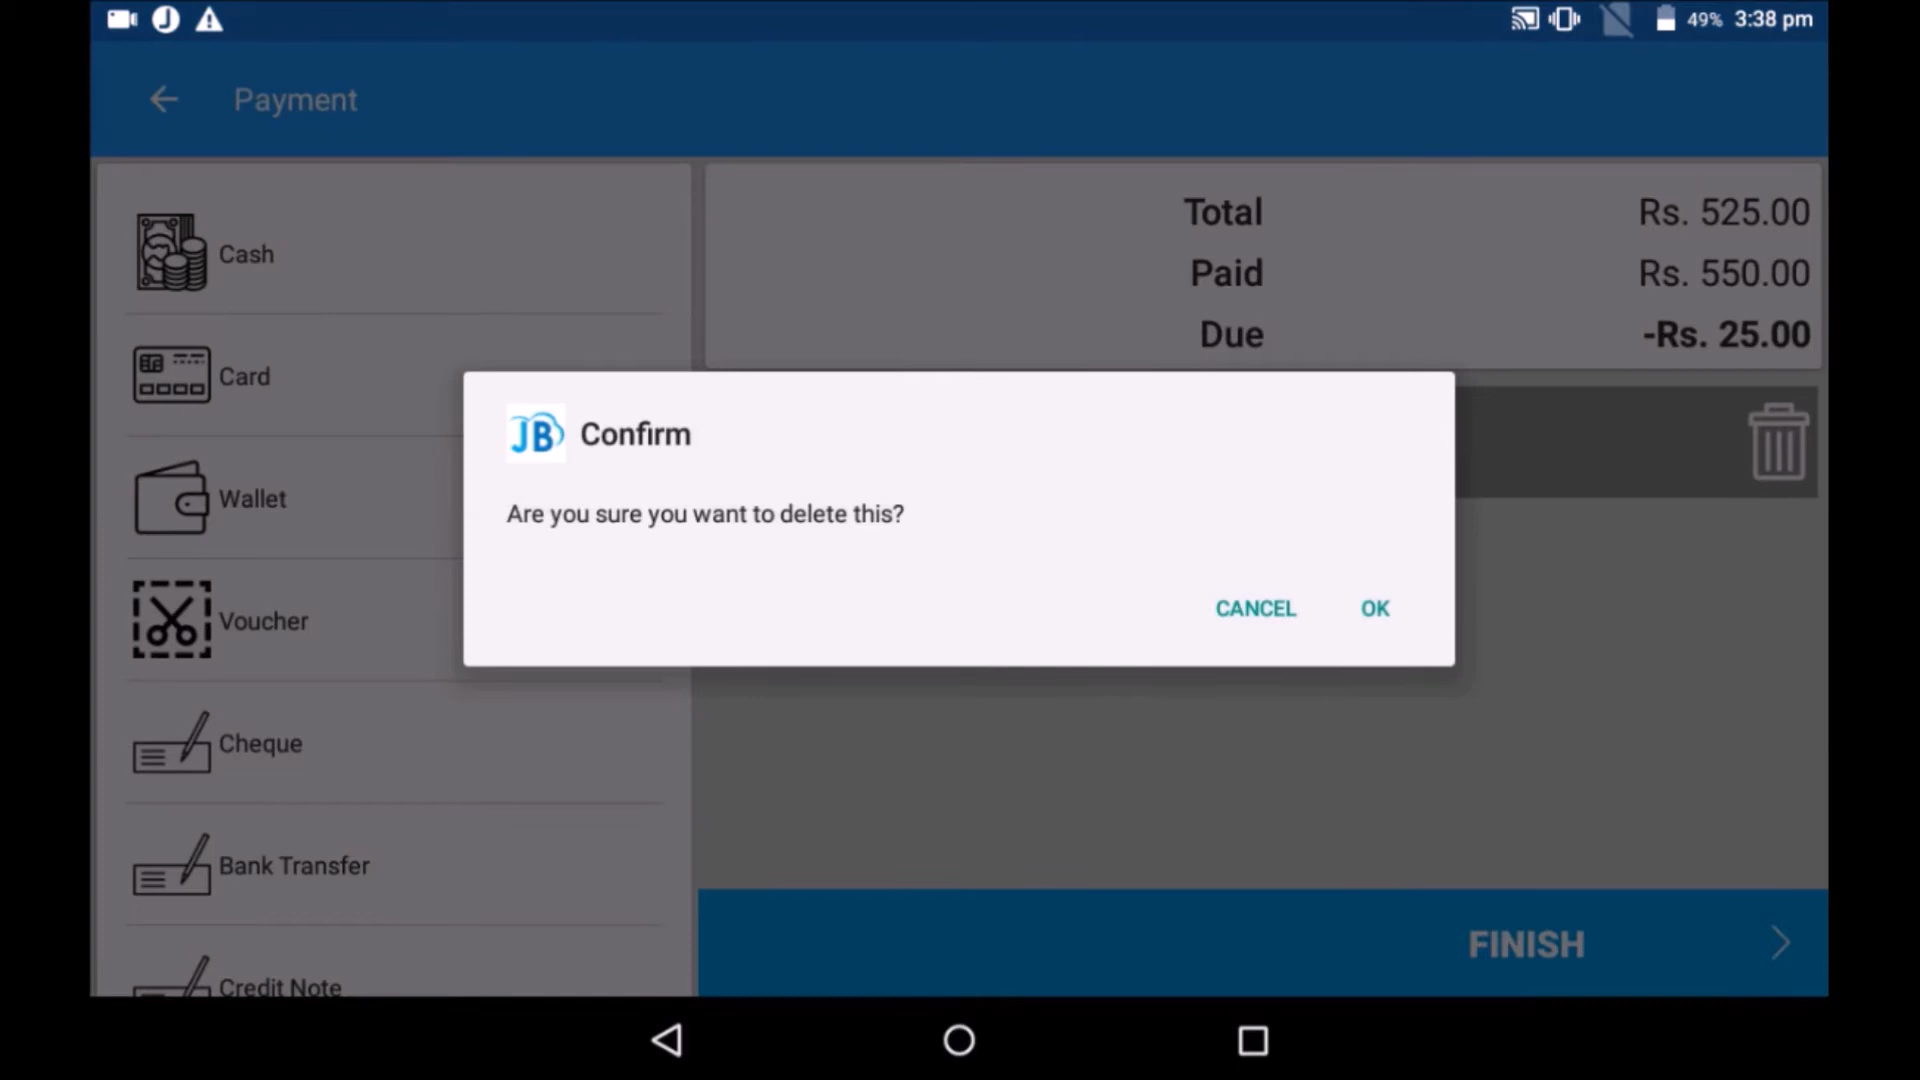 49% 3:38 pm
Payment
Cash
Card
Wallet
Voucher
Cheque
Bank Transfer
Credit Note
Total Rs. 525.00
Paid Rs. 550.00
Due -Rs. 25.00
JB Confirm
Are you sure you want to delete this?
CANCEL OK
FINISH